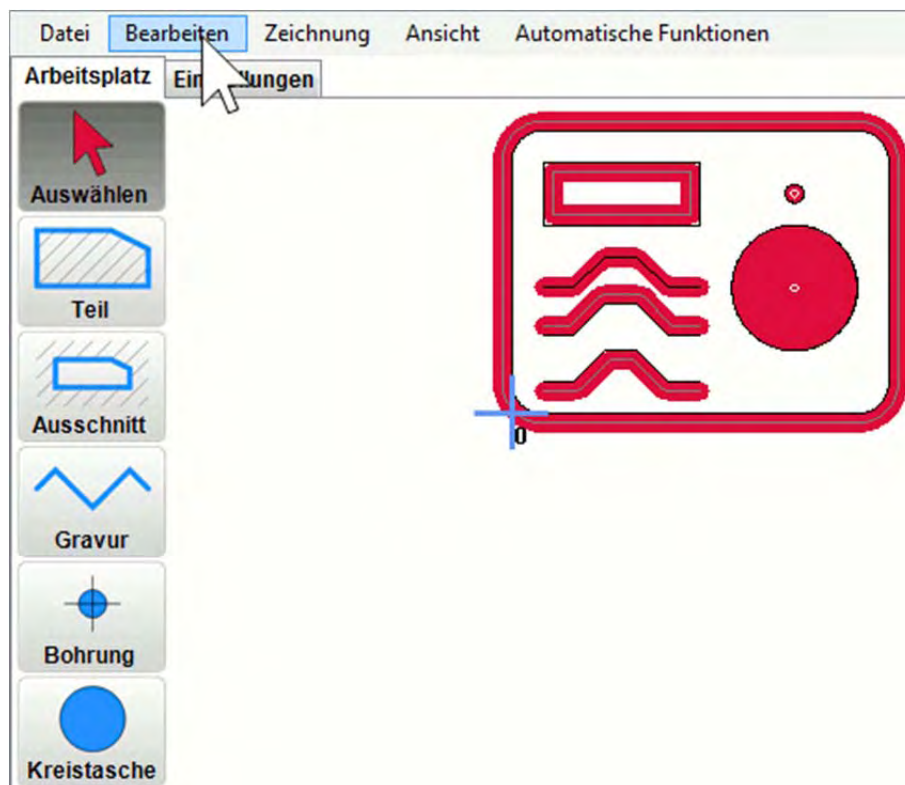 Datei Bearbeiten Zeichnung Ansicht Automatische Funktionen
Arbeitsplatz
Auswählen
Teil
Ausschnitt
Gravur
Bohrung
Kreistasche
0